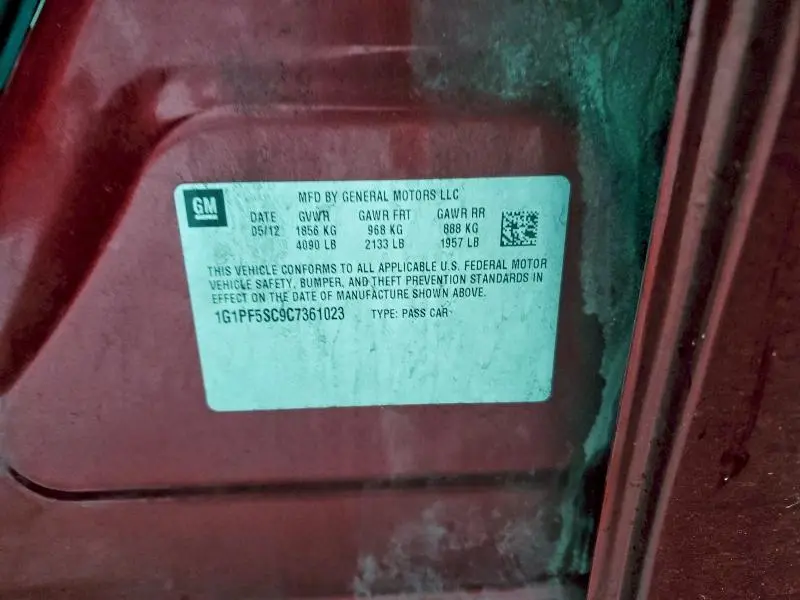 GM
MFD BY GENERAL MOTORS LLC
DATE GVWR GAWR FRT GAWR RR
05/12 1856 KG 968 KG 888 KG
4090 LB 2133 LB 1957 LB
THIS VEHICLE CONFORMS TO ALL APPLICABLE U.S. FEDERAL MOTOR
VEHICLE SAFETY, BUMPER, AND THEFT PREVENTION STANDARDS IN
EFFECT ON THE DATE OF MANUFACTURE SHOWN ABOVE.
1G1PF5SC9C7361023 TYPE: PASS CAR